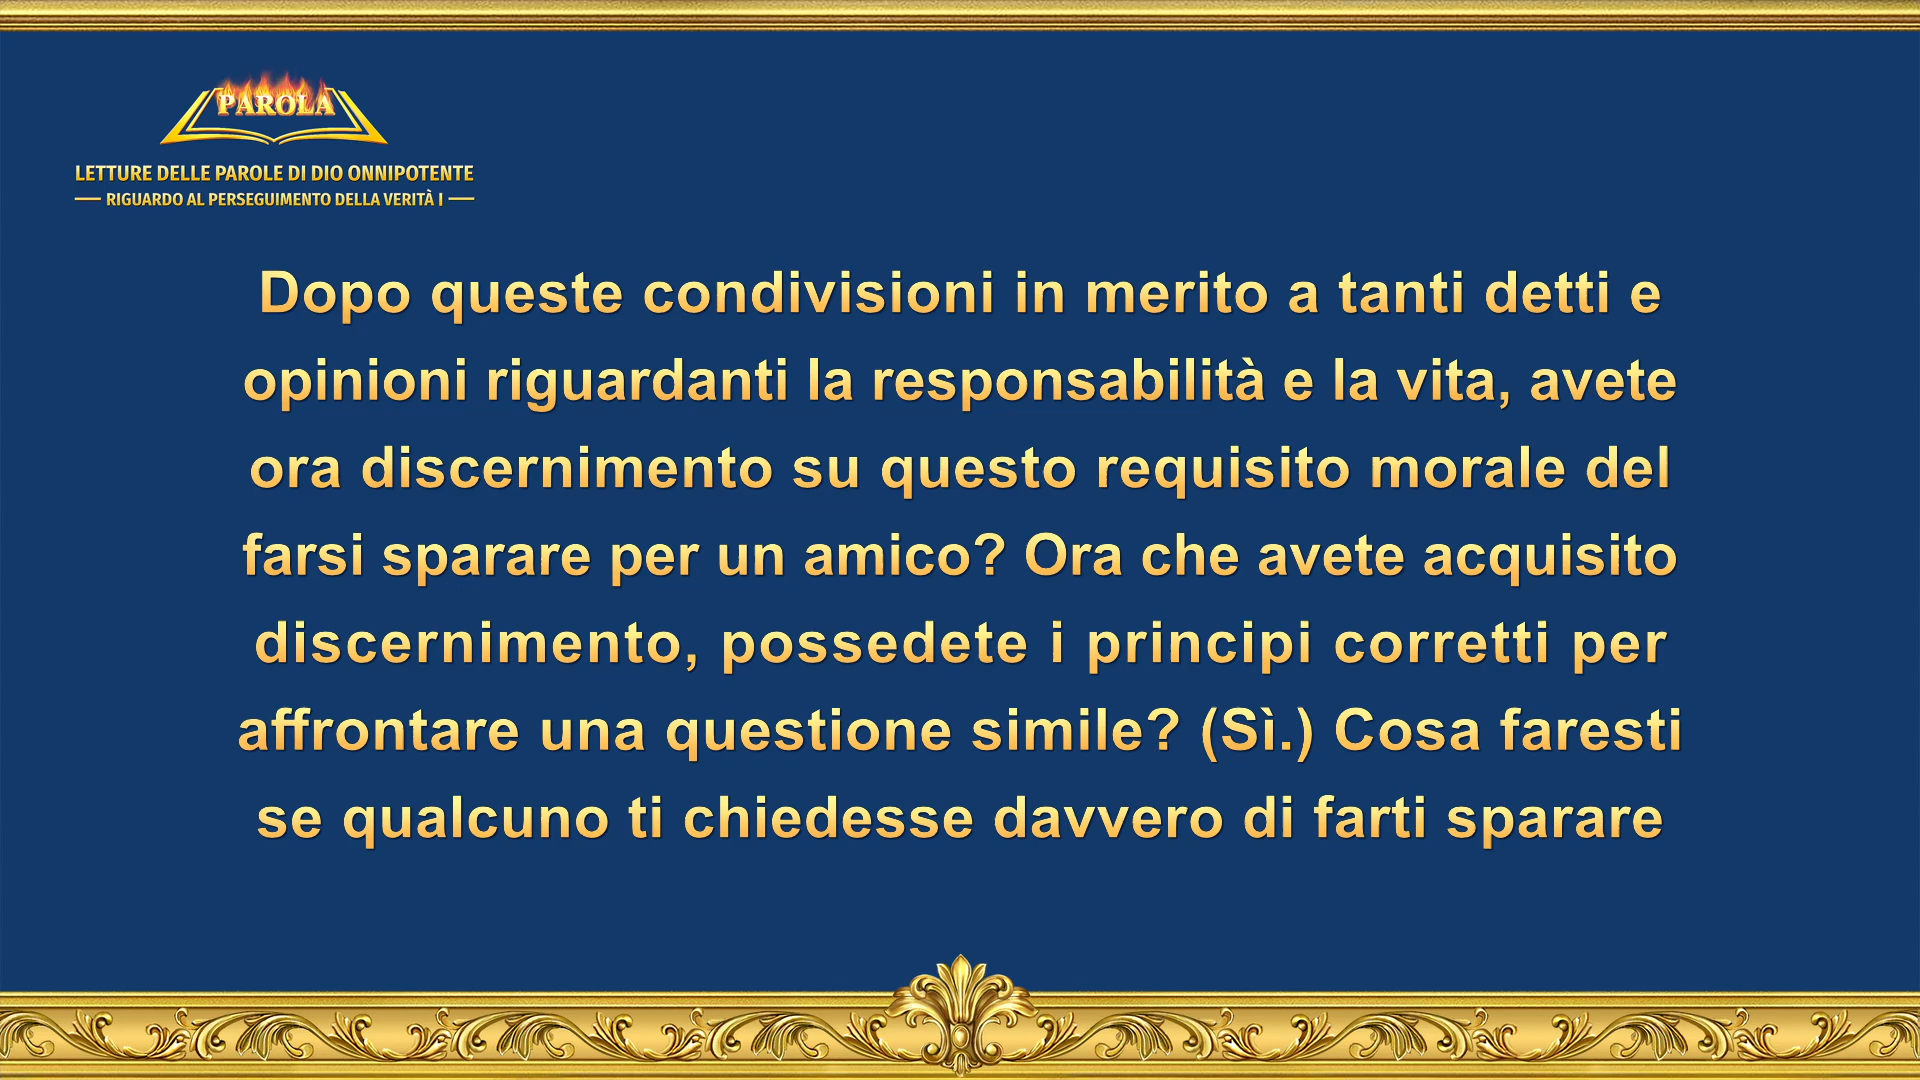 PAROLA
LETTURE DELLE PAROLE DI DIO ONNIPOTENTE
RIGUARDO AL PERSEGUIMENTO DELLA VERITÀ I
Dopo queste condivisioni in merito a tanti detti e
opinioni riguardanti la responsabilità e la vita, avete
ora discernimento su questo requisito morale del
farsi sparare per un amico? Ora che avete acquisito
discernimento, possedete i principi corretti per
affrontare una questione simile? (Sì.) Cosa faresti
se qualcuno ti chiedesse davvero di farti sparare